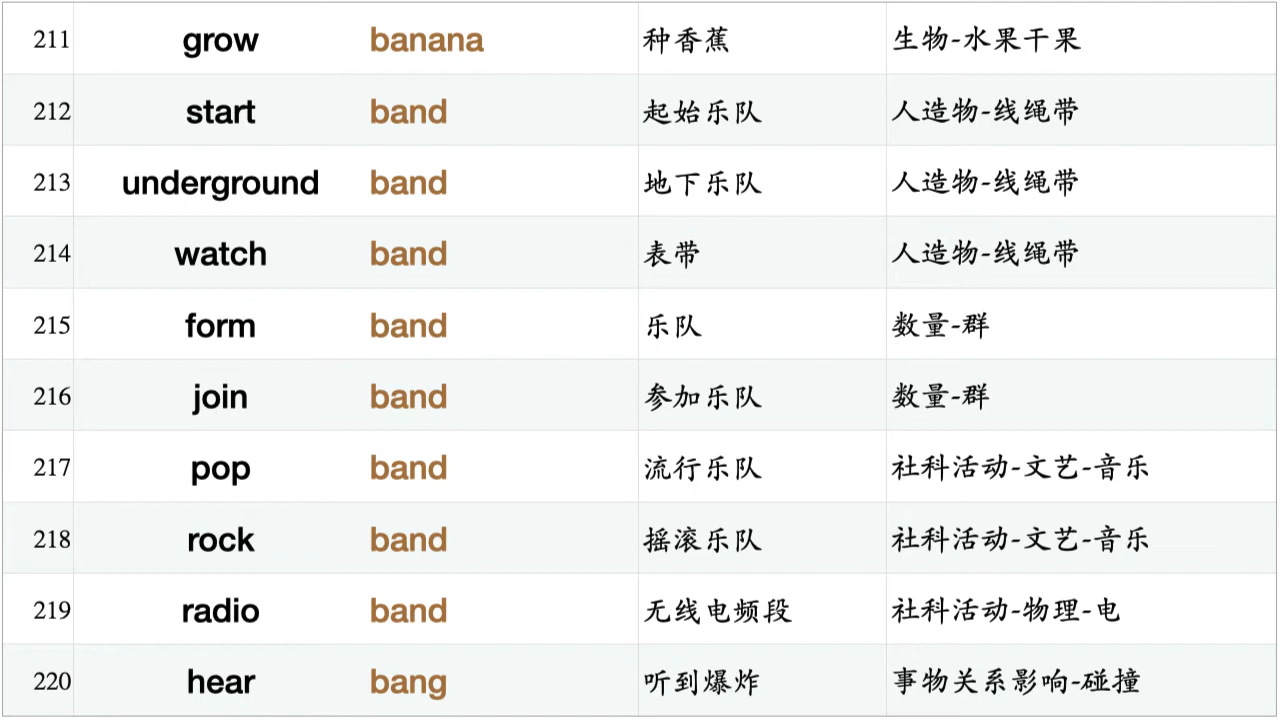 211 grow banana 种香蕉 生物-水果干果
212 start band 起始乐队 人造物-线绳带
213 underground band 地下乐队 人造物-线绳带
214 watch band 表带 人造物-线绳带
215 form band 乐队 数量-群
216 join band 参加乐队 数量-群
217 pop band 流行乐队 社科活动-文艺-音乐
218 rock band 摇滚乐队 社科活动-文艺-音乐
219 radio band 无线电频段 社科活动-物理-电
220 hear bang 听到爆炸 事物关系影响-碰撞